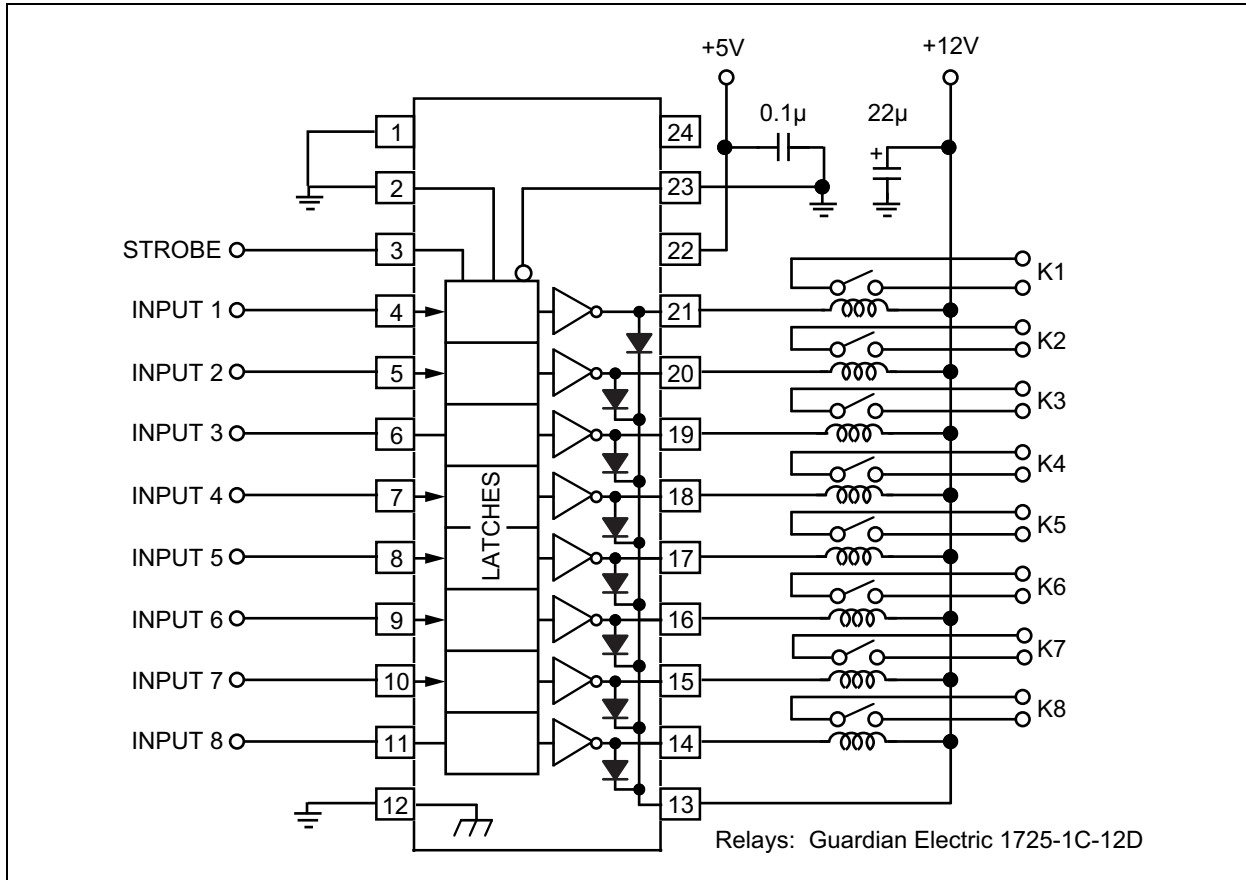 +5V
+12V
0.1µ
22µ
+
1
24
2
23
STROBE
3
22
INPUT 1
4
21
K1
INPUT 2
5
20
K2
INPUT 3
6
19
K3
INPUT 4
7
18
K4
LATCHES
INPUT 5
8
17
K5
INPUT 6
9
16
K6
INPUT 7
10
15
K7
INPUT 8
11
14
K8
12
13
Relays: Guardian Electric 1725-1C-12D